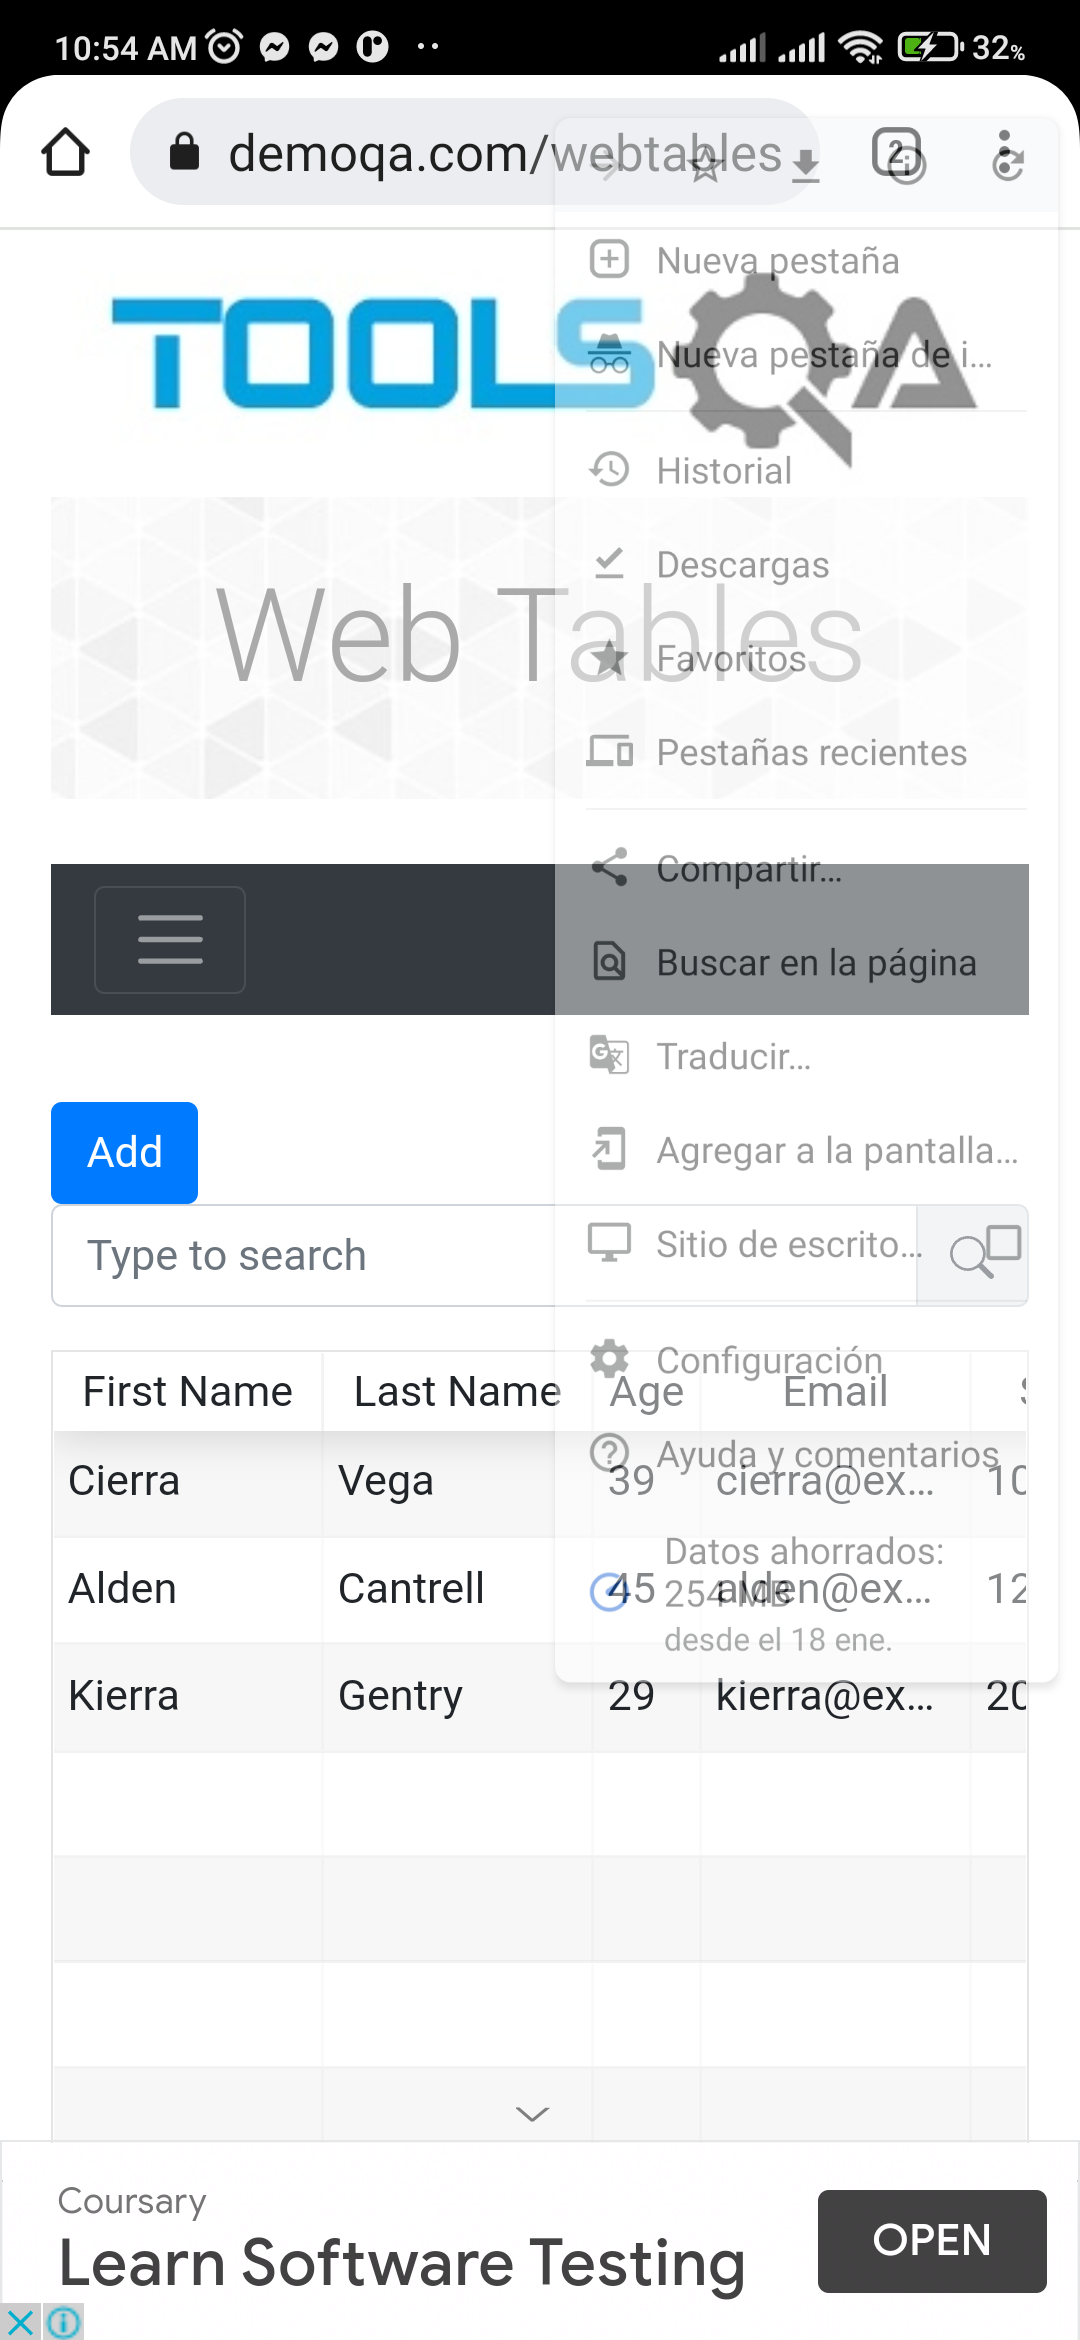 10:54 AM
32%
demoqa.com/webtables
2
Nueva pestaña
TOOLSQA
Nueva pestaña de i...
Historial
Descargas
Web Tables
Favoritos
Pestañas recientes
Compartir...
Buscar en la página
Traducir...
Add
Agregar a la pantalla...
Type to search
Sitio de escrito...
Configuración
First Name Last Name Age Email
Ayuda y comentarios
Cierra Vega 39 cierra@ex... 10
Datos ahorrados:
254 MB
desde el 18 ene.
Alden Cantrell 45 alden@ex... 12
Kierra Gentry 29 kierra@ex... 20
Coursary
Learn Software Testing
OPEN